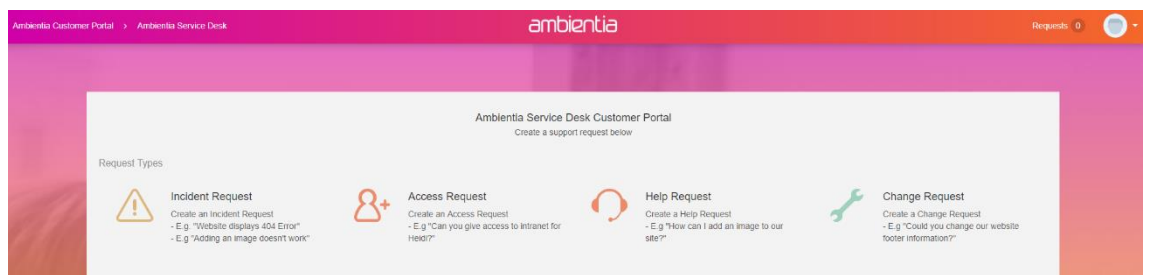 Ambientia Customer Portal > Ambientia Service Desk
ambientia
Requests 0
Ambientia Service Desk Customer Portal
Create a support request below
Request Types
Incident Request
Create an Incident Request
- E.g. "Website displays 404 Error"
- E.g "Adding an image doesn't work"
Access Request
Create an Access Request
- E.g "Can you give access to intranet for
Heidi?"
Help Request
Create a Help Request
- E.g "How can I add an image to our
site?"
Change Request
Create a Change Request
- E.g "Could you change our website
footer information?"